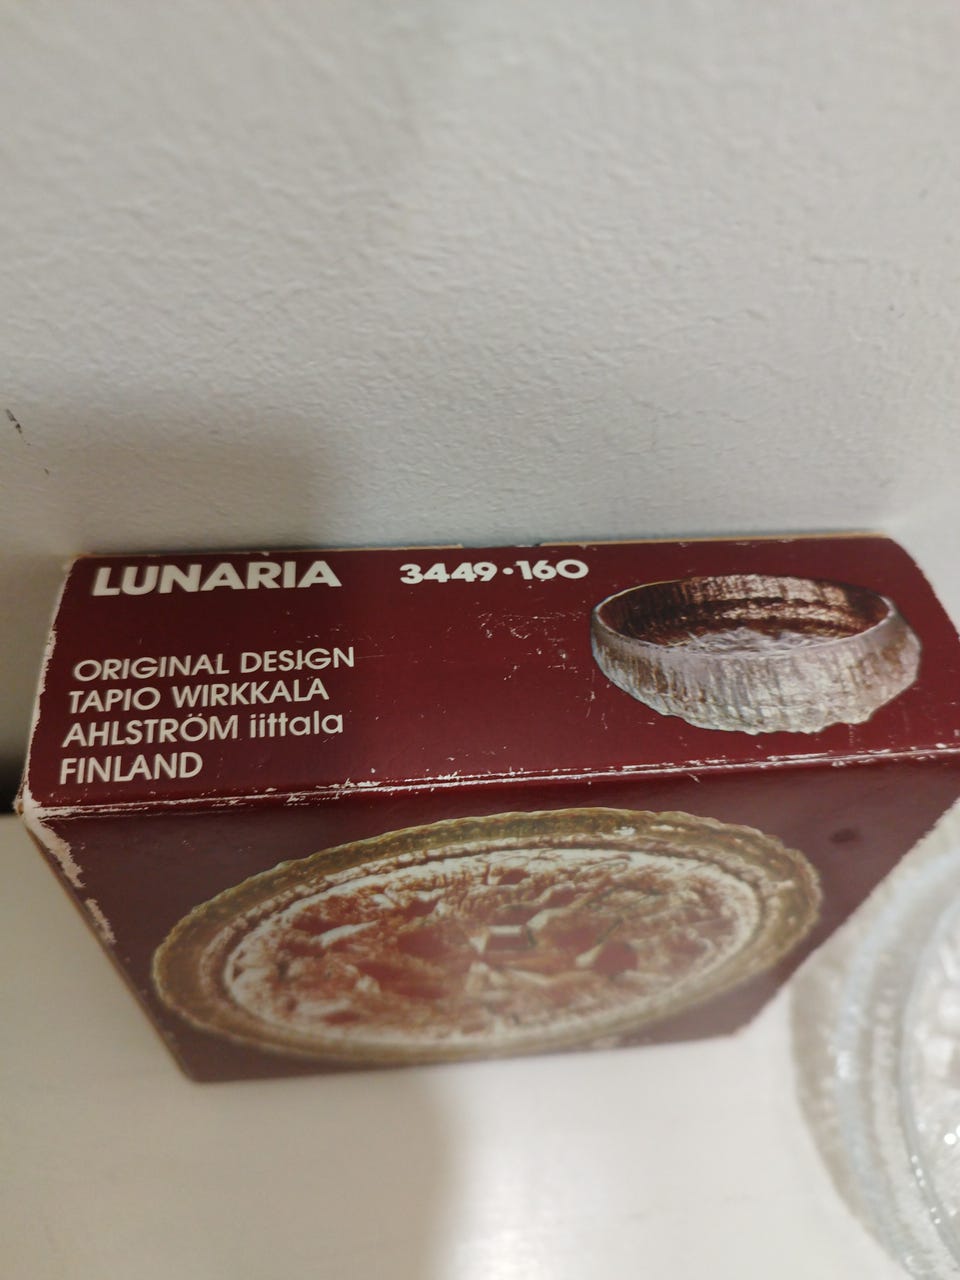 LUNARIA 3449·160
ORIGINAL DESIGN
TAPIO WIRKKALA
AHLSTRÖM iittala
FINLAND